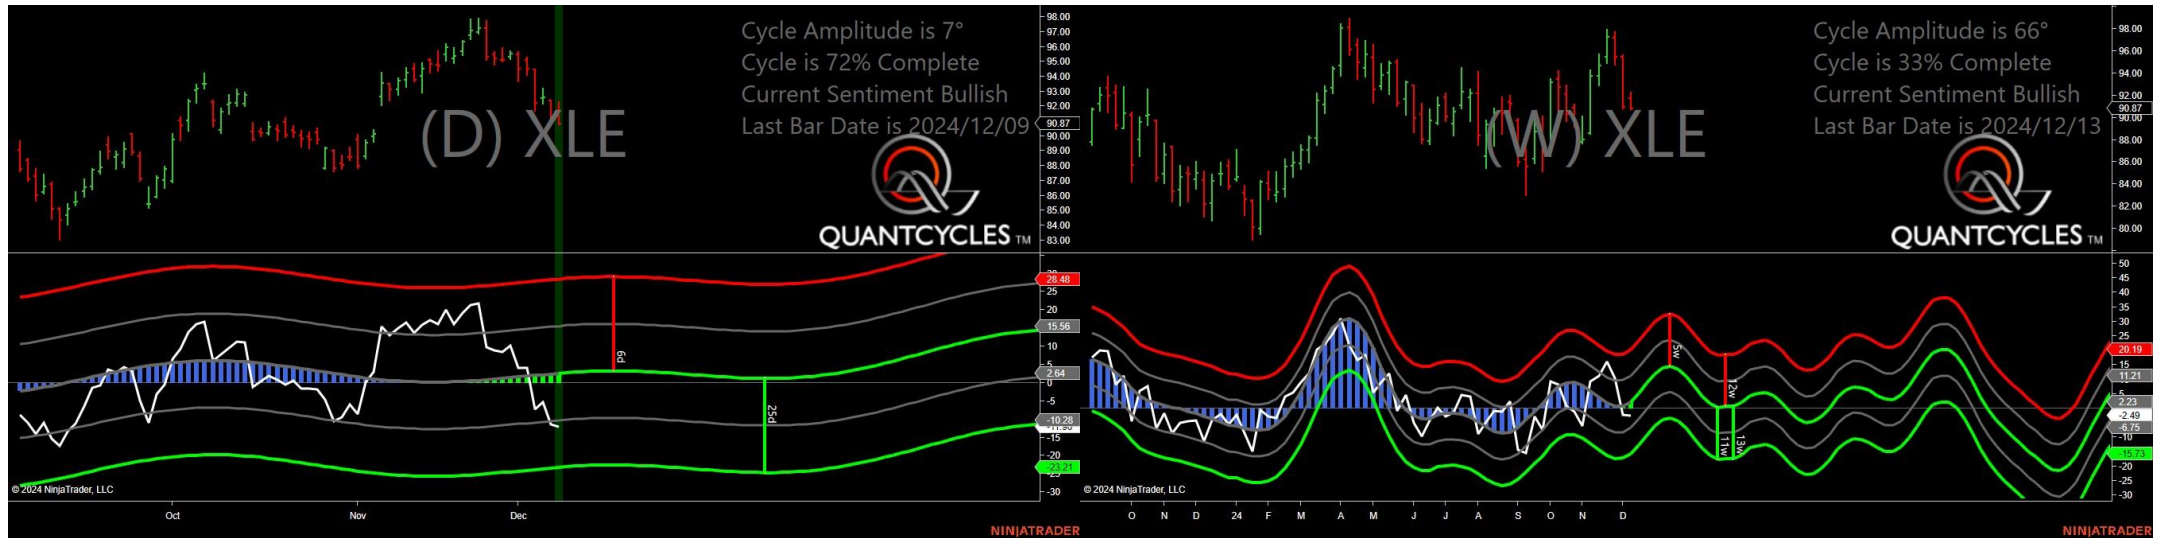 Cycle Amplitude is 7°
Cycle is 72% Complete
Current Sentiment Bullish
Last Bar Date is 2024/12/09
(D) XLE
QUANTCYCLES TM
98.00
97.00
96.00
95.00
94.00
93.00
92.00
90.87
90.00
89.00
88.00
87.00
86.00
85.00
84.00
83.00
28.48
25
20
15.56
10
5
2.64
0
-5
-10.28
-15
-23.21
-30
6d
25d
© 2024 NinjaTrader, LLC
Oct
Nov
Dec
NINJATRADER
Cycle Amplitude is 66°
Cycle is 33% Complete
Current Sentiment Bullish
Last Bar Date is 2024/12/13
(W) XLE
QUANTCYCLES TM
98.00
96.00
94.00
92.00
90.87
90.00
88.00
86.00
84.00
82.00
80.00
50
45
40
35
30
25
20.19
15
11.21
2.23
-2.49
-6.75
-10
-15.73
-20
-25
-30
5w
12w
11w
13w
© 2024 NinjaTrader, LLC
O N D 24 F M A M J J A S O N D
NINJATRADER